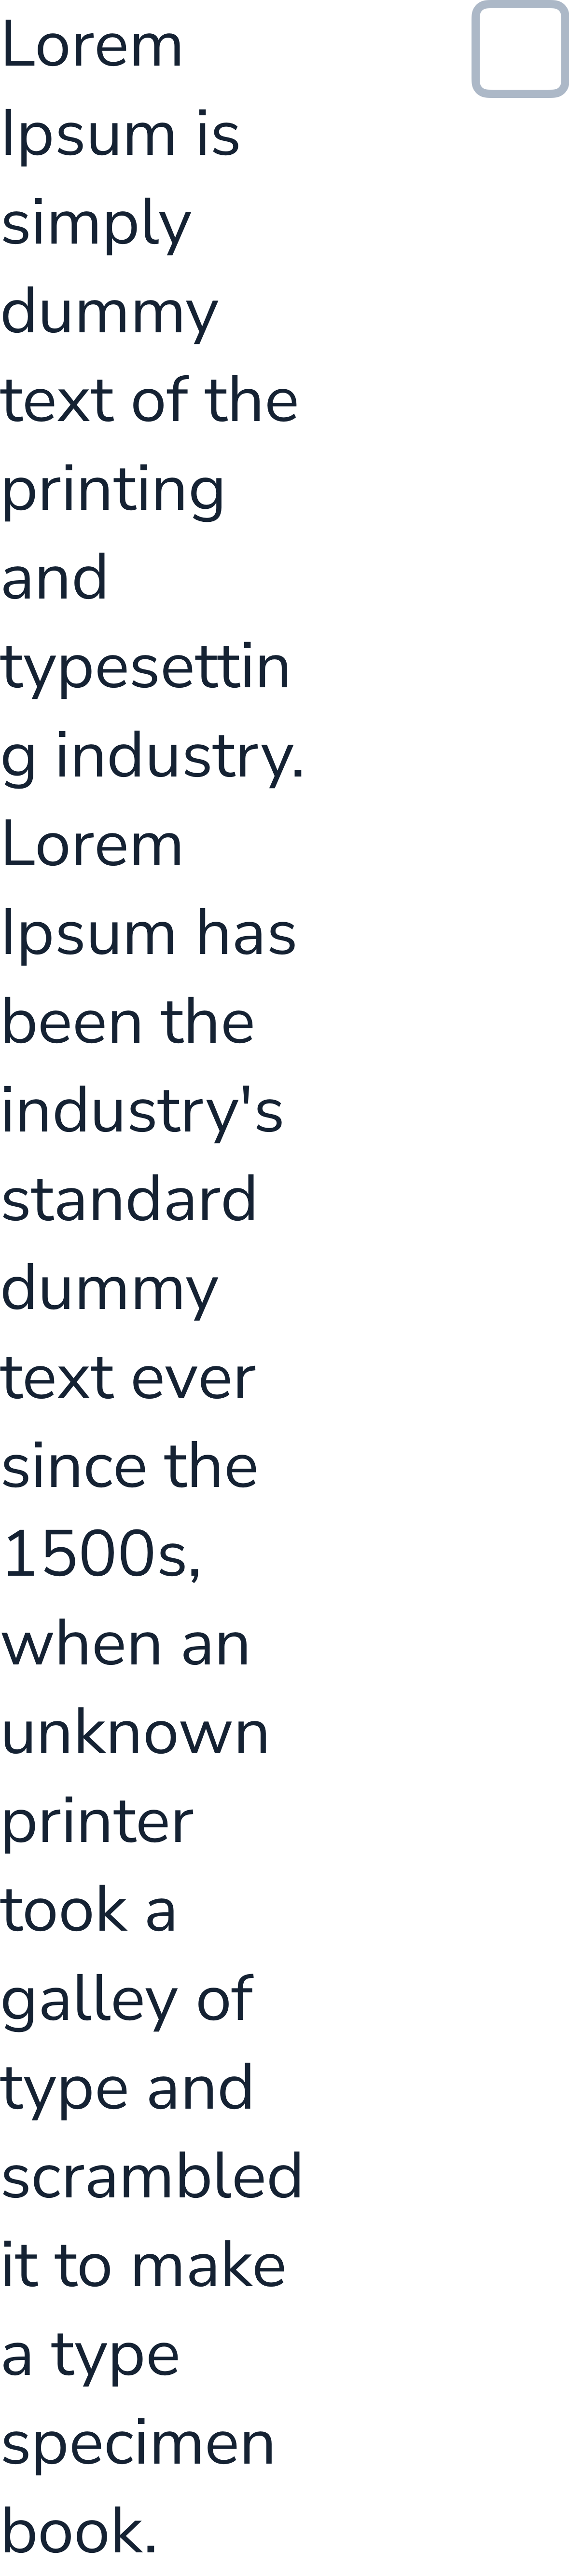 Lorem
Ipsum is
simply
dummy
text of the
printing
and
typesettin
g industry.
Lorem
Ipsum has
been the
industry's
standard
dummy
text ever
since the
1500s,
when an
unknown
printer
took a
galley of
type and
scrambled
it to make
a type
specimen
book.